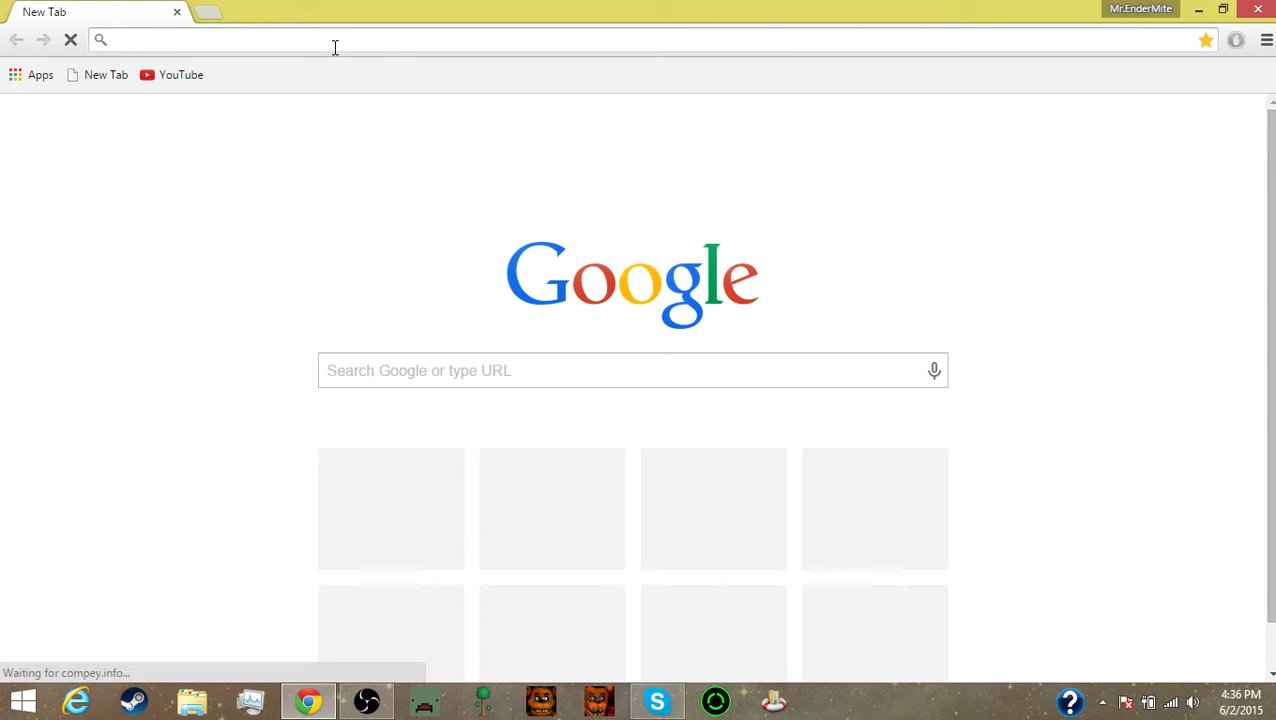 New Tab
Mr.EnderMite
Apps
New Tab
YouTube
Google
Search Google or type URL
Waiting for compey.info...
4:36 PM
6/2/2015